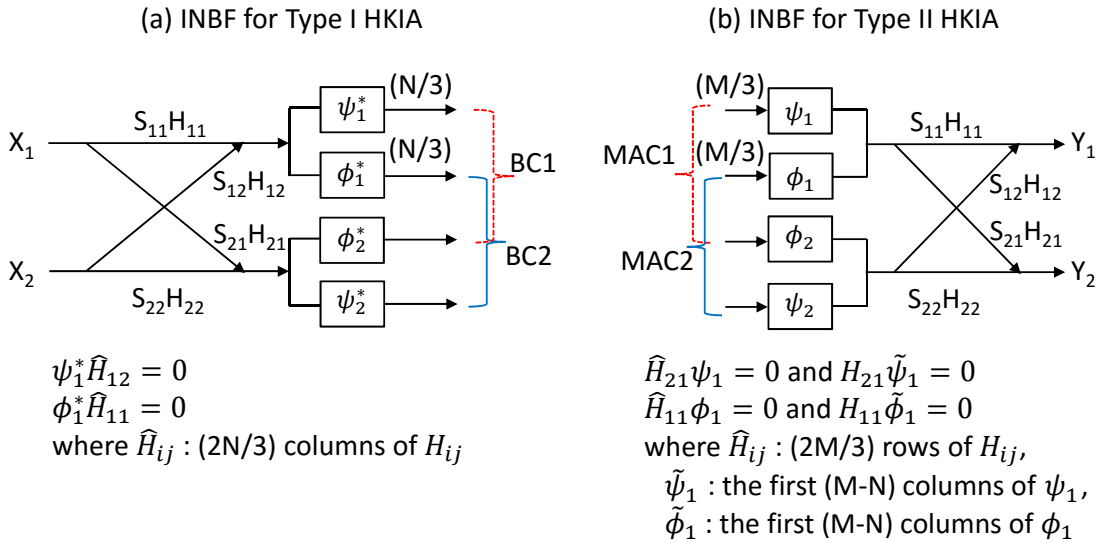 (a) INBF for Type I HKIA
X₁
X₂
S₁₁H₁₁
S₁₂H₁₂
S₂₁H₂₁
S₂₂H₂₂
(N/3)
ψ₁*
(N/3)
ϕ₁*
ϕ₂*
ψ₂*
BC1
BC2
ψ₁*Ĥ₁₂ = 0
ϕ₁*Ĥ₁₁ = 0
where Ĥᵢⱼ : (2N/3) columns of Hᵢⱼ
(b) INBF for Type II HKIA
MAC1
MAC2
(M/3)
ψ₁
(M/3)
ϕ₁
ϕ₂
ψ₂
S₁₁H₁₁
S₁₂H₁₂
S₂₁H₂₁
S₂₂H₂₂
Y₁
Y₂
Ĥ₂₁ψ₁ = 0 and H₂₁ψ̃₁ = 0
Ĥ₁₁ϕ₁ = 0 and H₁₁ϕ̃₁ = 0
where Ĥᵢⱼ : (2M/3) rows of Hᵢⱼ,
ψ̃₁ : the first (M-N) columns of ψ₁,
ϕ̃₁ : the first (M-N) columns of ϕ₁